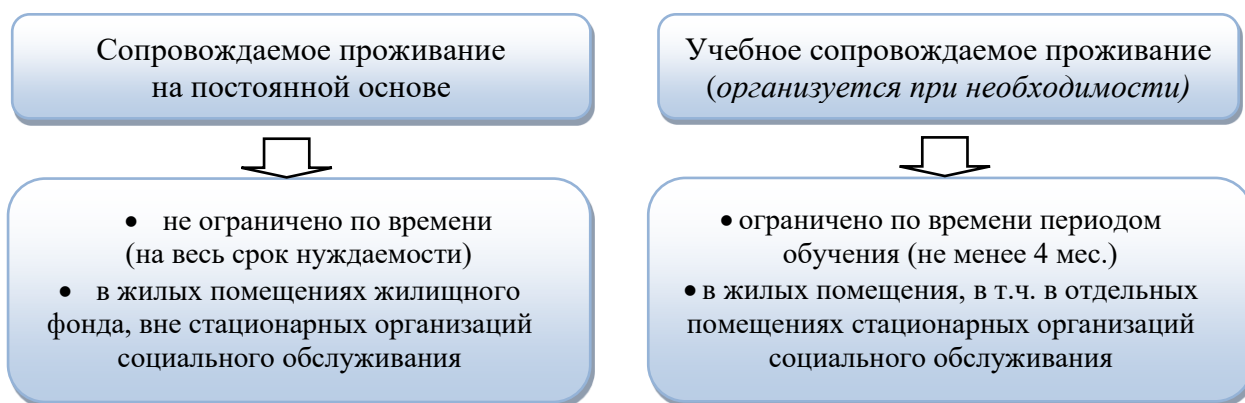 Сопровождаемое проживание
на постоянной основе
• не ограничено по времени
(на весь срок нуждаемости)
• в жилых помещениях жилищного
фонда, вне стационарных организаций
социального обслуживания
Учебное сопровождаемое проживание
(организуется при необходимости)
• ограничено по времени периодом
обучения (не менее 4 мес.)
• в жилых помещения, в т.ч. в отдельных
помещениях стационарных организаций
социального обслуживания